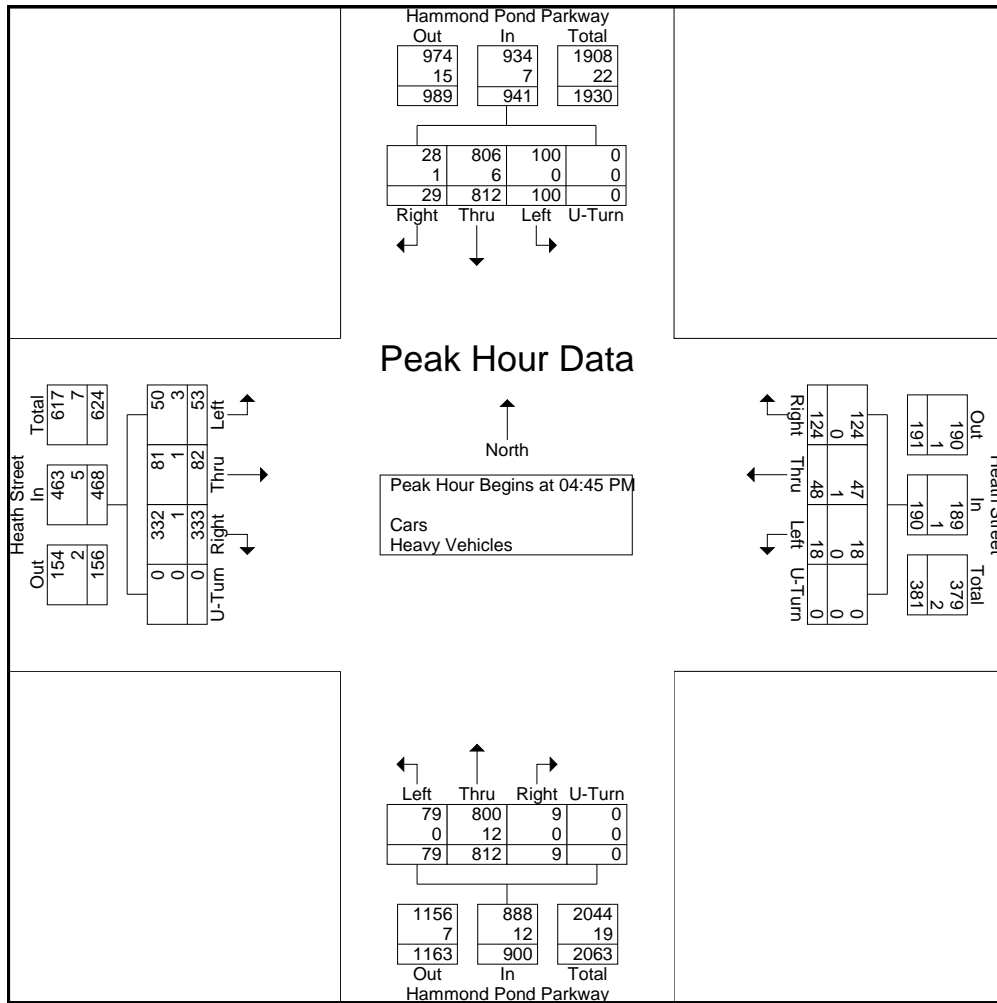 Hammond Pond Parkway
Out In Total
974 934 1908
15 7 22
989 941 1930
28 806 100 0
1 6 0 0
29 812 100 0
Right Thru Left U-Turn
Peak Hour Data
North
Peak Hour Begins at 04:45 PM
Cars
Heavy Vehicles
Heath Street
Total In Out
617 463 154
7 5 2
624 468 156
50 81 332 0
3 1 1 0
53 82 333 0
Left Thru Right U-Turn
Right Thru Left U-Turn
124 48 18 0
0 1 0 0
124 47 18 0
191 190 381
1 1 2
190 189 379
Out In Total
Heath Street
Left Thru Right U-Turn
79 800 9 0
0 12 0 0
79 812 9 0
1156 888 2044
7 12 19
1163 900 2063
Out In Total
Hammond Pond Parkway